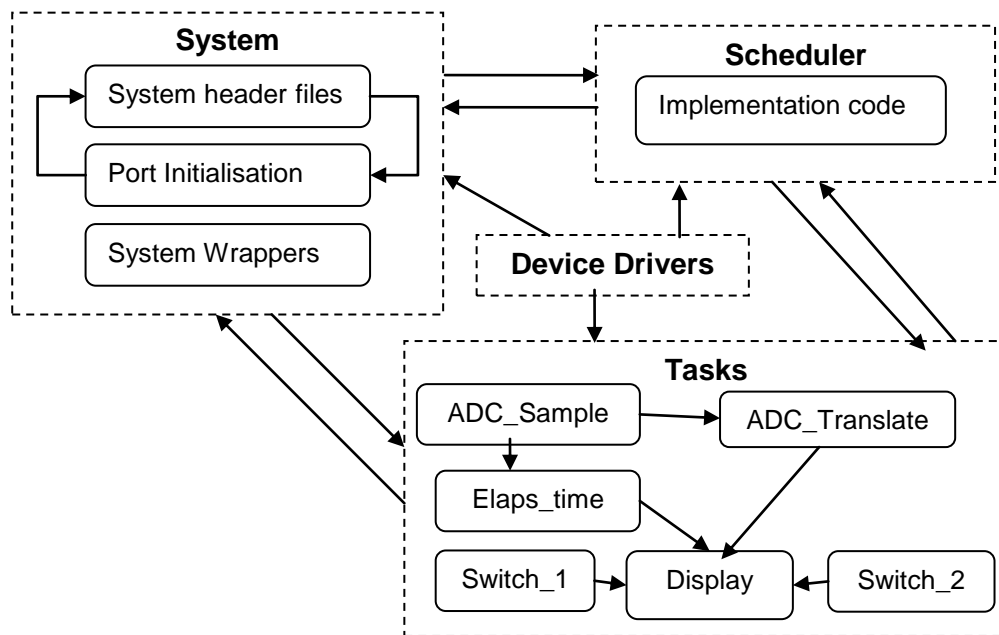 System
System header files
Port Initialisation
System Wrappers
Scheduler
Implementation code
Device Drivers
Tasks
ADC_Sample
ADC_Translate
Elaps_time
Switch_1
Display
Switch_2